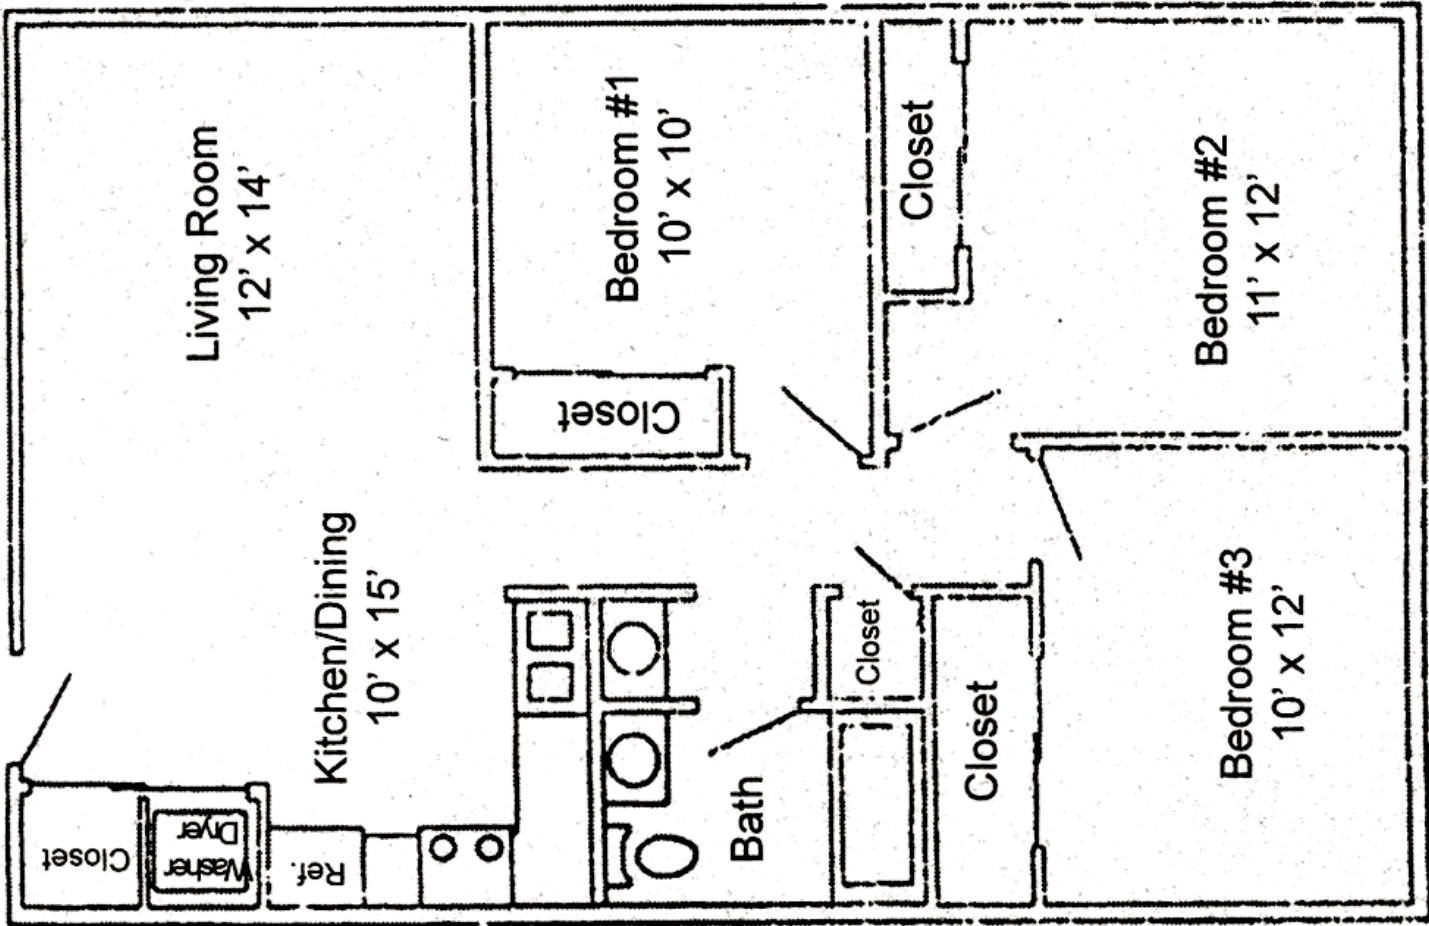 Living Room
12' x 14'
Bedroom #1
10' x 10'
Closet
Closet
Bedroom #2
11' x 12'
Kitchen/Dining
10' x 15'
Closet
Washer
Dryer
Ref.
Bath
Closet
Closet
Bedroom #3
10' x 12'